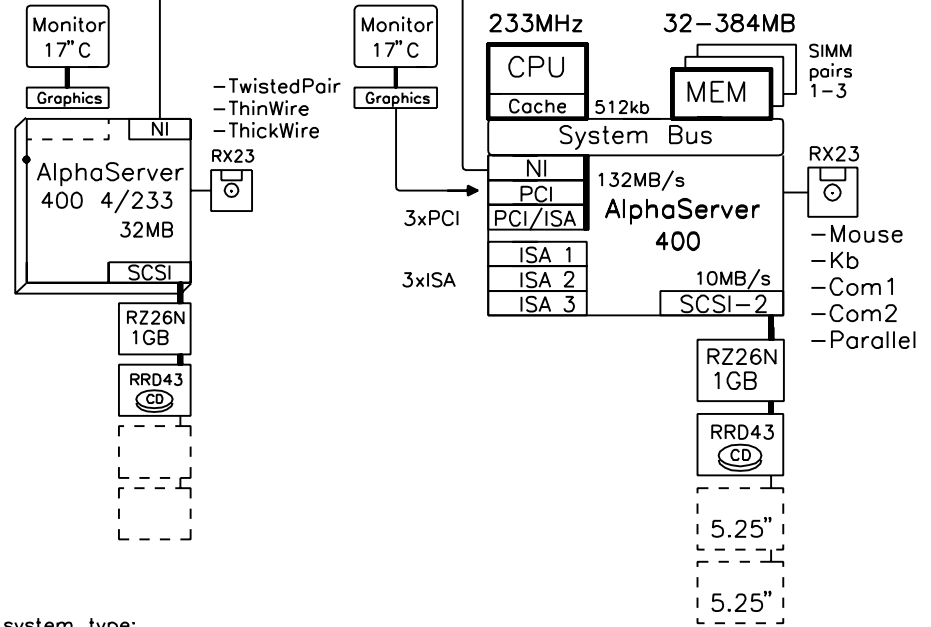 Monitor
17"C
Graphics
-TwistedPair
-ThinWire
-ThickWire
NI
RX23
AlphaServer
400 4/233
32MB
SCSI
RZ26N
1GB
RRD43
CD
Monitor
17"C
Graphics
233MHz
CPU
Cache
512kb
32-384MB
MEM
SIMM
pairs
1-3
System Bus
NI
PCI
PCI/ISA
3xPCI
132MB/s
AlphaServer
400
ISA 1
ISA 2
ISA 3
3xISA
10MB/s
SCSI-2
RX23
-Mouse
-Kb
-Com1
-Com2
-Parallel
RZ26N
1GB
RRD43
CD
5.25"
5.25"
system type: